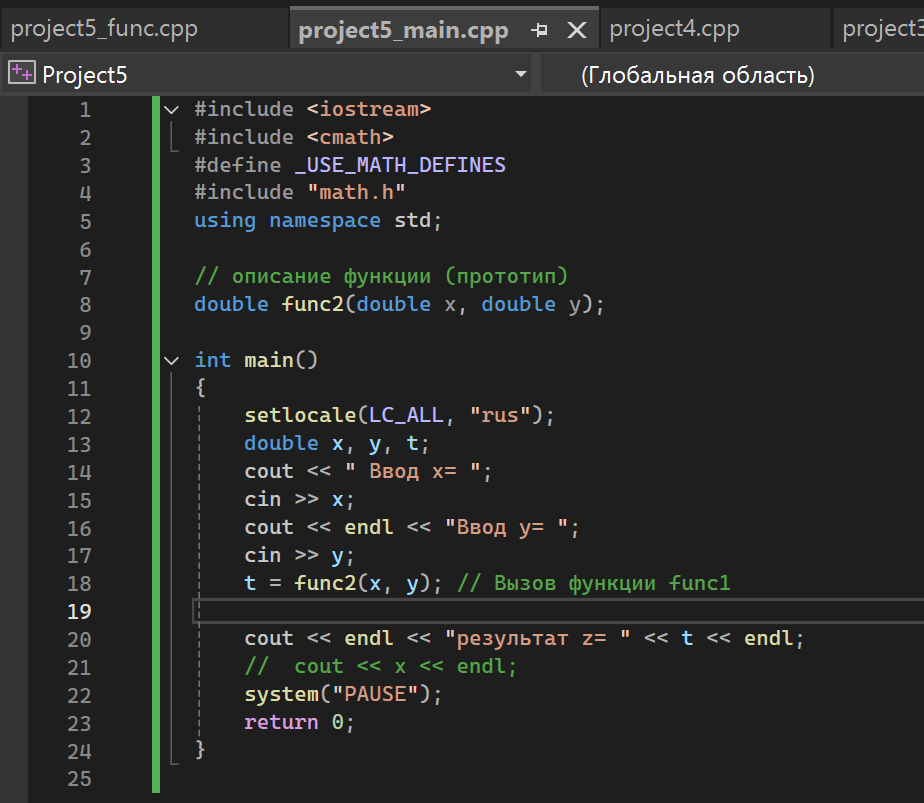 project5_func.cpp project5_main.cpp project4.cpp project3
Project5 (Глобальная область)
1 #include <iostream>
2 #include <cmath>
3 #define _USE_MATH_DEFINES
4 #include "math.h"
5 using namespace std;
6
7 // описание функции (прототип)
8 double func2(double x, double y);
9
10 int main()
11 {
12 setlocale(LC_ALL, "rus");
13 double x, y, t;
14 cout << " Ввод x= ";
15 cin >> x;
16 cout << endl << "Ввод y= ";
17 cin >> y;
18 t = func2(x, y); // Вызов функции func1
19
20 cout << endl << "результат z= " << t << endl;
21 //  cout << x << endl;
22 system("PAUSE");
23 return 0;
24 }
25